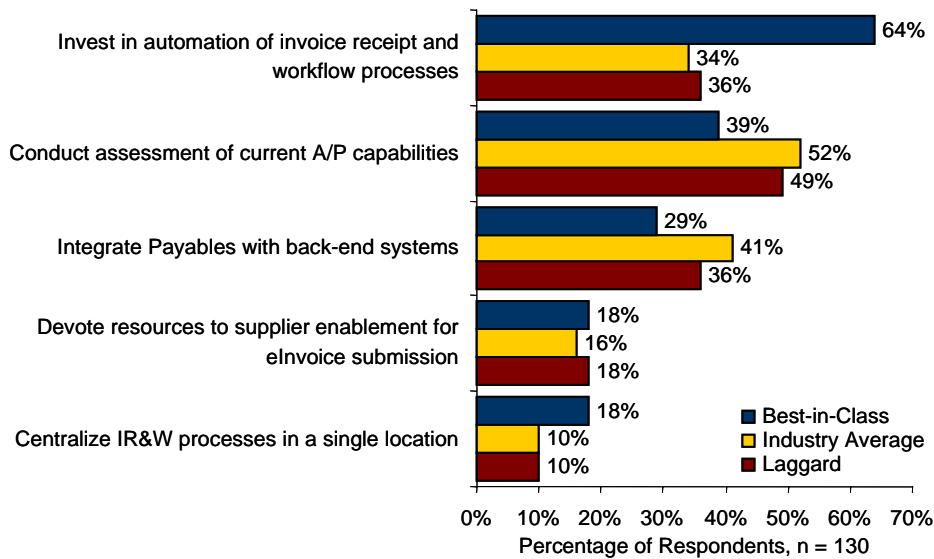 Invest in automation of invoice receipt and
workflow processes
64%
34%
36%
Conduct assessment of current A/P capabilities
39%
52%
49%
Integrate Payables with back-end systems
29%
41%
36%
Devote resources to supplier enablement for
eInvoice submission
18%
16%
18%
Centralize IR&W processes in a single location
18%
10%
10%
Best-in-Class
Industry Average
Laggard
0% 10% 20% 30% 40% 50% 60% 70%
Percentage of Respondents, n = 130